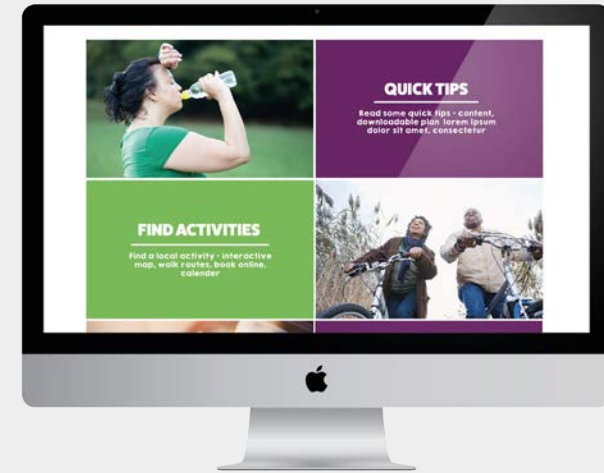 QUICK TIPS
Read some quick tips - content,
downloadable plan lorem ipsum
dolor sit amet, consectetur
FIND ACTIVITIES
Find a local activity - interactive
map, walk routes, book online,
calender